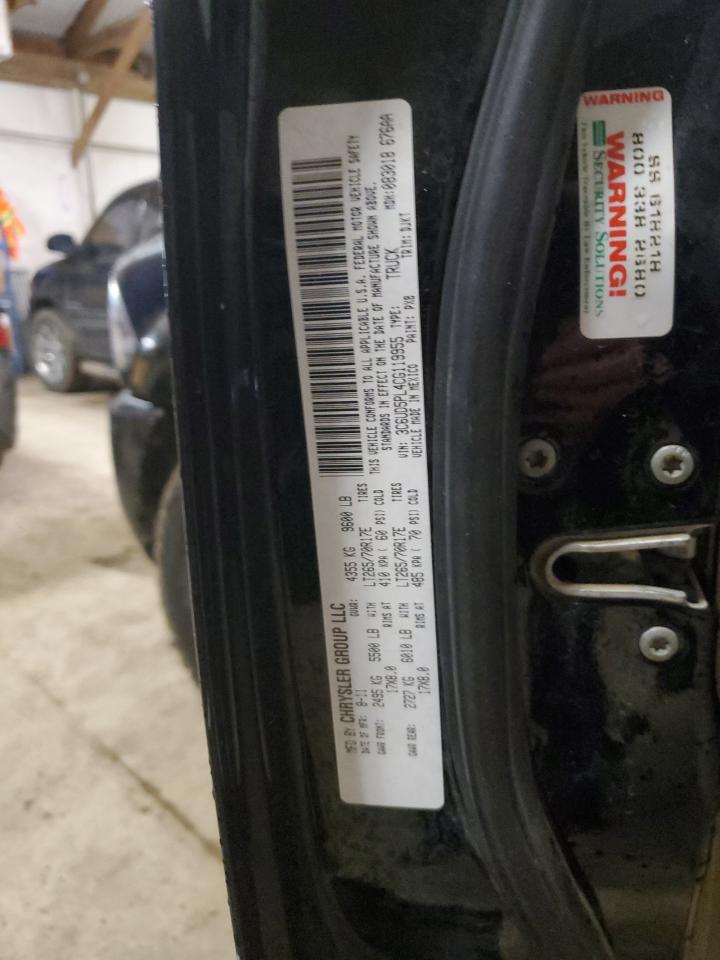 MFD BY CHRYSLER GROUP LLC
DATE OF MFR: 8-11 GVWR: 4355 KG 9600 LB
GAWR FRONT: 2495 KG 5500 LB WITH LT265/70R17E TIRES
17X8.0 RIMS AT 410 KPA ( 60 PSI) COLD
GAWR REAR: 2727 KG 6010 LB WITH LT265/70R17E TIRES
17X8.0 RIMS AT 485 KPA ( 70 PSI) COLD
THIS VEHICLE CONFORMS TO ALL APPLICABLE U.S.A. FEDERAL MOTOR VEHICLE SAFETY
STANDARDS IN EFFECT ON THE DATE OF MANUFACTURE SHOWN ABOVE.
VIN: 3C6UD5PL4CG119955 TYPE: TRUCK MDH:083018 676AA
VEHICLE MADE IN MEXICO PAINT: PX8 TRIM: DJXT
WARNING
SECURITY SOLUTIONS
WARNING!
800 338 2680